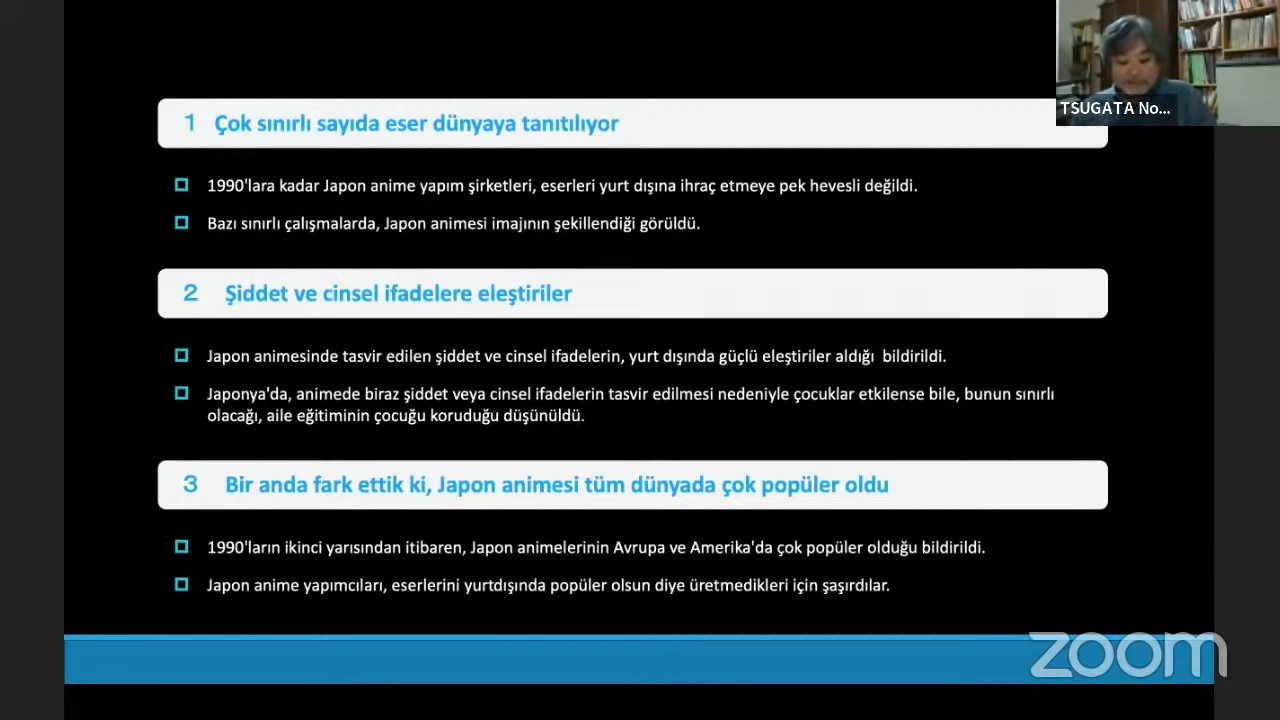 TSUGATA No...
1 Çok sınırlı sayıda eser dünyaya tanıtılıyor
1990'lara kadar Japon anime yapım şirketleri, eserleri yurt dışına ihraç etmeye pek hevesli değildi.
Bazı sınırlı çalışmalarda, Japon animesi imajının şekillendiği görüldü.
2 Şiddet ve cinsel ifadelere eleştiriler
Japon animesinde tasvir edilen şiddet ve cinsel ifadelerin, yurt dışında güçlü eleştiriler aldığı bildirildi.
Japonya'da, animede biraz şiddet veya cinsel ifadelerin tasvir edilmesi nedeniyle çocuklar etkilense bile, bunun sınırlı
olacağı, aile eğitiminin çocuğu koruduğu düşünüldü.
3 Bir anda fark ettik ki, Japon animesi tüm dünyada çok popüler oldu
1990'ların ikinci yarısından itibaren, Japon animelerinin Avrupa ve Amerika'da çok popüler olduğu bildirildi.
Japon anime yapımcıları, eserlerini yurtdışında popüler olsun diye üretmedikleri için şaşırdılar.
zoom